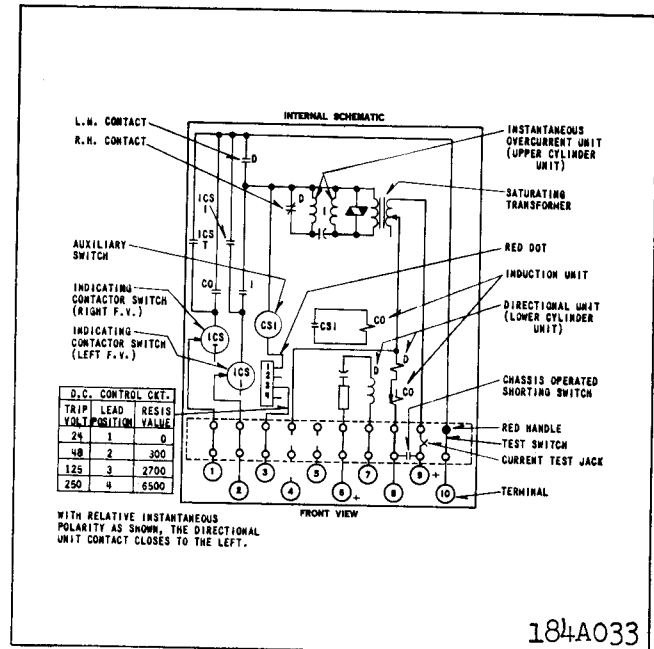 INTERNAL SCHEMATIC
L.H. CONTACT
R.H. CONTACT
D
INSTANTANEOUS
OVERCURRENT UNIT
(UPPER CYLINDER
UNIT)
SATURATING
TRANSFORMER
ICS
I
ICS
T
D
I
AUXILIARY
SWITCH
RED DOT
INDUCTION UNIT
CO
I
INDICATING
CONTACTOR SWITCH
(RIGHT F.V.)
ICS
T
CS1
CS1
CO
DIRECTIONAL UNIT
(LOWER CYLINDER
UNIT)
INDICATING
CONTACTOR SWITCH
(LEFT F.V.)
ICS
I
1
2
3
4
D
D
CO
CHASSIS OPERATED
SHORTING SWITCH
D.C. CONTROL CKT.
TRIP VOLT LEAD POSITION RESIS VALUE
24 1 0
48 2 300
125 3 2700
250 4 6500
RED HANDLE
TEST SWITCH
CURRENT TEST JACK
1 3 5 7 9 +
2 4 6 + 8 10
TERMINAL
FRONT VIEW
WITH RELATIVE INSTANTANEOUS
POLARITY AS SHOWN, THE DIRECTIONAL
UNIT CONTACT CLOSES TO THE LEFT.
184A033